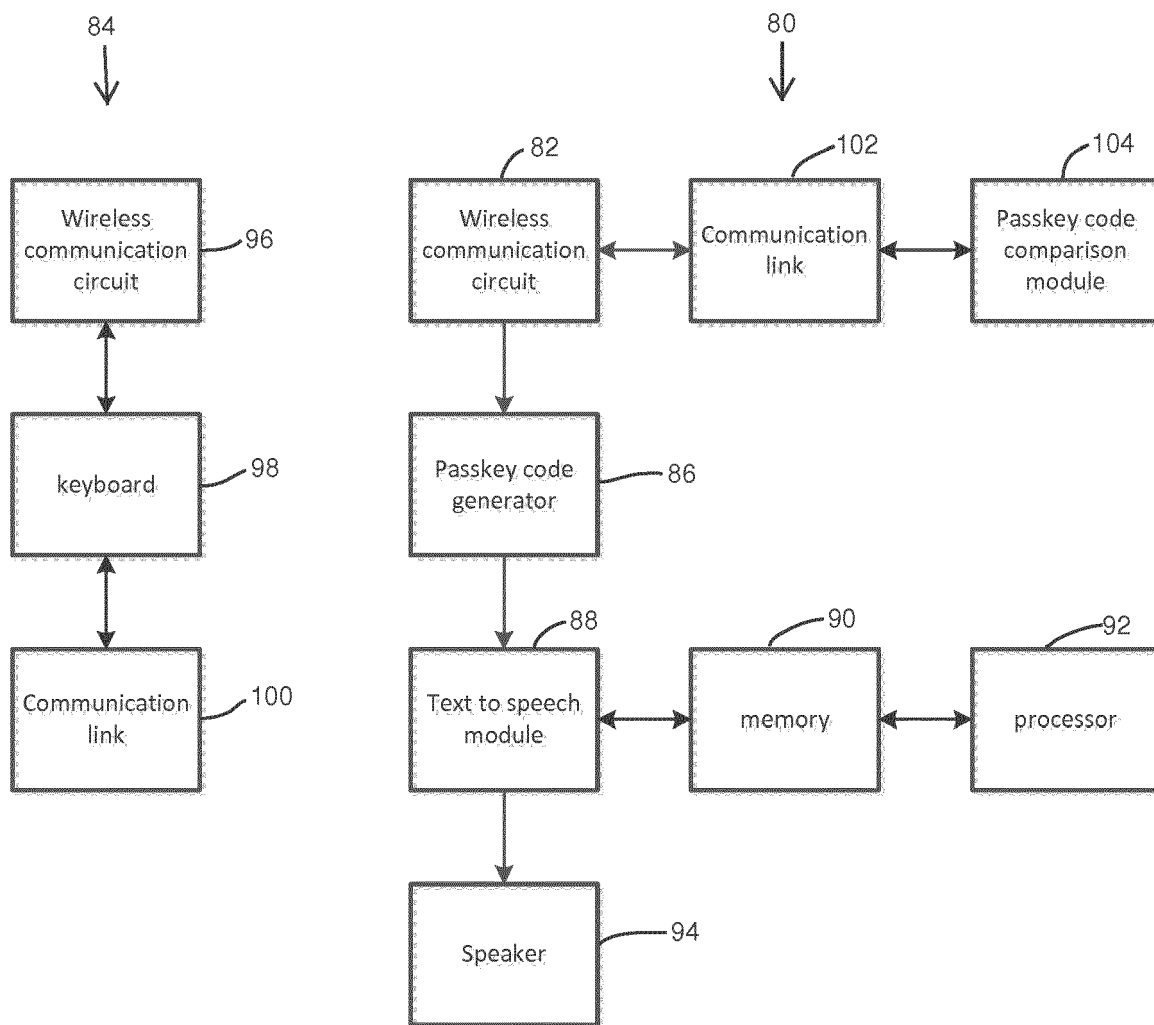 84
80
82
102
104
Wireless
communication
circuit
96
Wireless
communication
circuit
Communication
link
Passkey code
comparison
module
keyboard
98
Passkey code
generator
86
88
90
92
Communication
link
100
Text to speech
module
memory
processor
Speaker
94